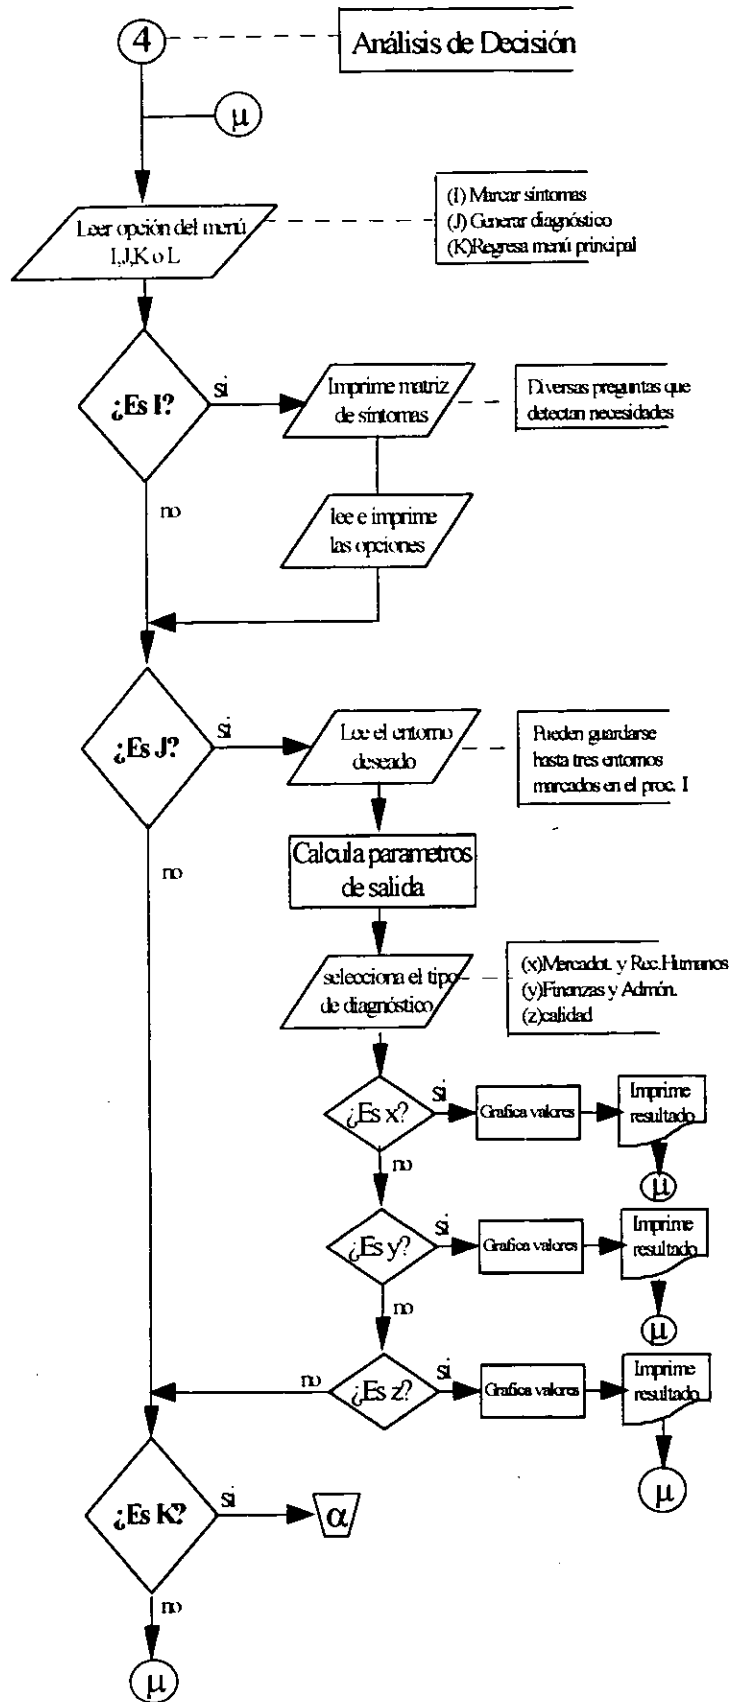 4
Análisis de Decisión
μ
Leer opción del menú
I,J,K o L
(I) Marcar síntomas
(J) Generar diagnóstico
(K)Regresa menú principal
¿Es I?
si
Imprime matriz
de síntomas
Diversas preguntas que
detectan necesidades
no
lee e imprime
las opciones
¿Es J?
si
Lee el entorno
deseado
Pueden guardarse
hasta tres entornos
marcados en el proc. I
no
Calcula parametros
de salida
selecciona el tipo
de diagnóstico
(x)Mercadot. y Rec.Humanos
(y)Finanzas y Admón.
(z)calidad
¿Es x?
si
Grafica valores
Imprime
resultado
no
μ
¿Es y?
si
Grafica valores
Imprime
resultado
no
μ
no
¿Es z?
si
Grafica valores
Imprime
resultado
μ
¿Es K?
si
α
no
μ